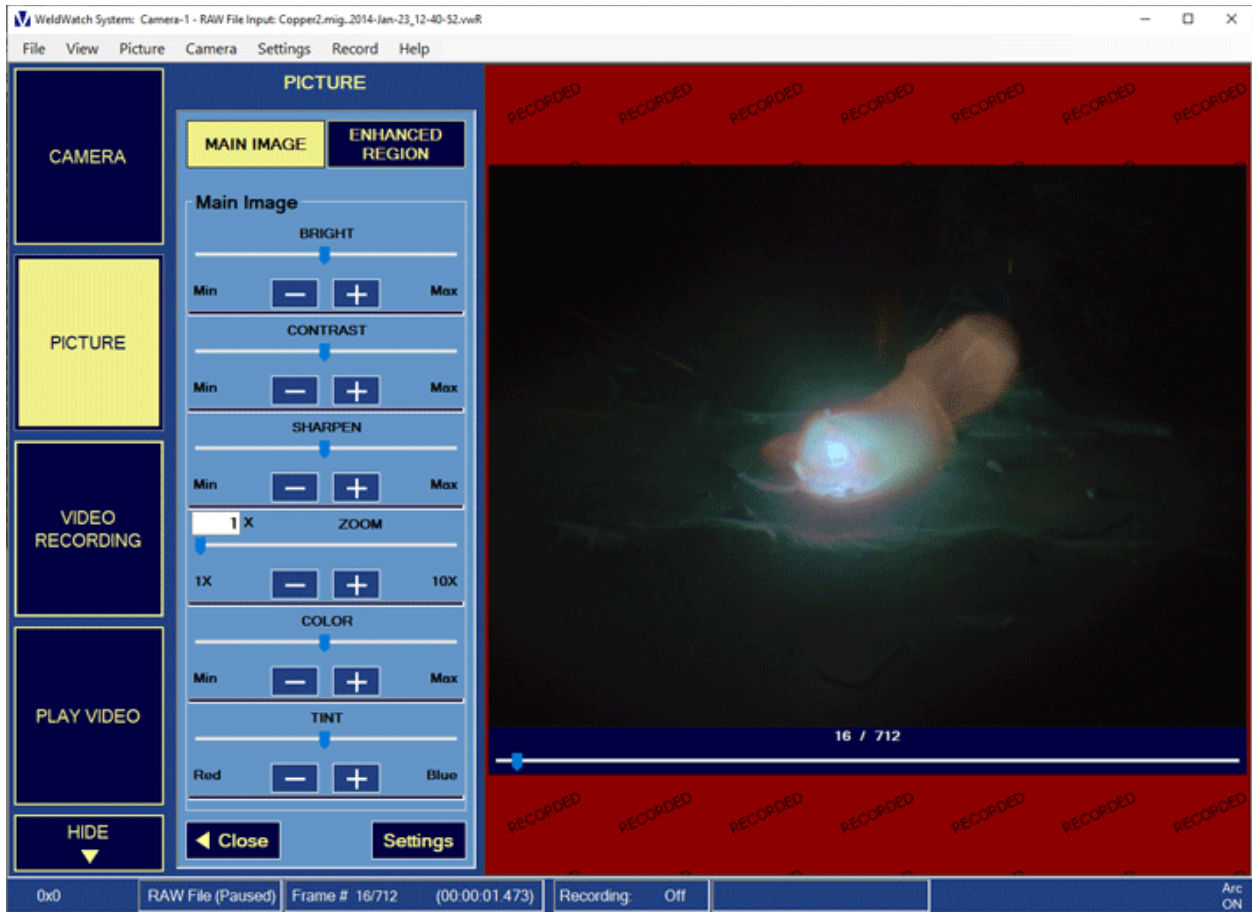 WeldWatch System: Camera-1 - RAW File Input: Copper2.mig..2014-Jan-23_12-40-52.vwR
File View Picture Camera Settings Record Help
CAMERA
PICTURE
VIDEO
RECORDING
PLAY VIDEO
HIDE
PICTURE
MAIN IMAGE
ENHANCED
REGION
Main Image
BRIGHT
Min − + Max
CONTRAST
Min − + Max
SHARPEN
Min − + Max
1 X ZOOM
1X − + 10X
COLOR
Min − + Max
TINT
Red − + Blue
Close Settings
RECORDED RECORDED RECORDED RECORDED RECORDED RECORDED RECORDED
16 / 712
RECORDED RECORDED RECORDED RECORDED RECORDED RECORDED RECORDED
0x0 RAW File (Paused) Frame # 16/712 (00:00:01.473) Recording: Off Arc
ON